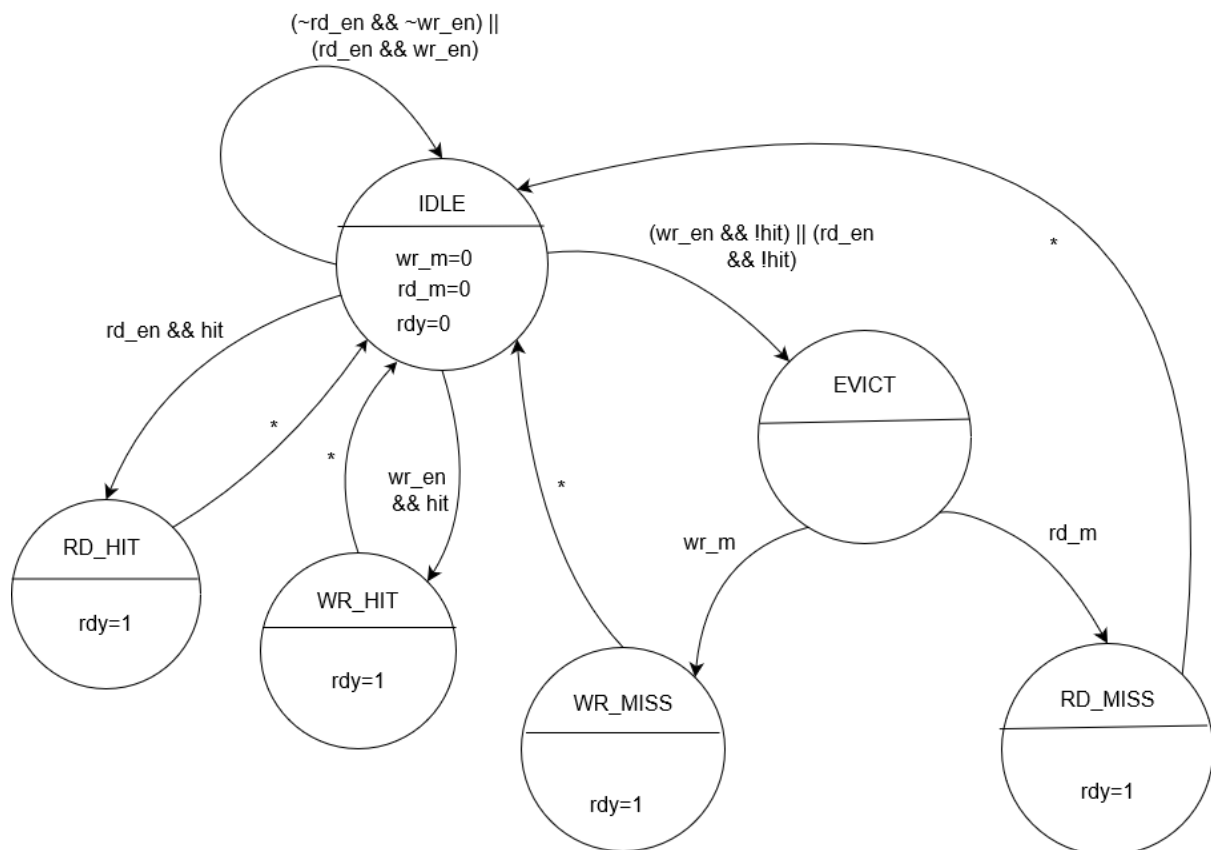 (~rd_en && ~wr_en) ||
(rd_en && wr_en)
IDLE
wr_m=0
rd_m=0
rdy=0
(wr_en && !hit) || (rd_en
&& !hit)
*
rd_en && hit
EVICT
*
*
wr_en
&& hit
*
RD_HIT
rdy=1
WR_HIT
rdy=1
wr_m
rd_m
WR_MISS
rdy=1
RD_MISS
rdy=1